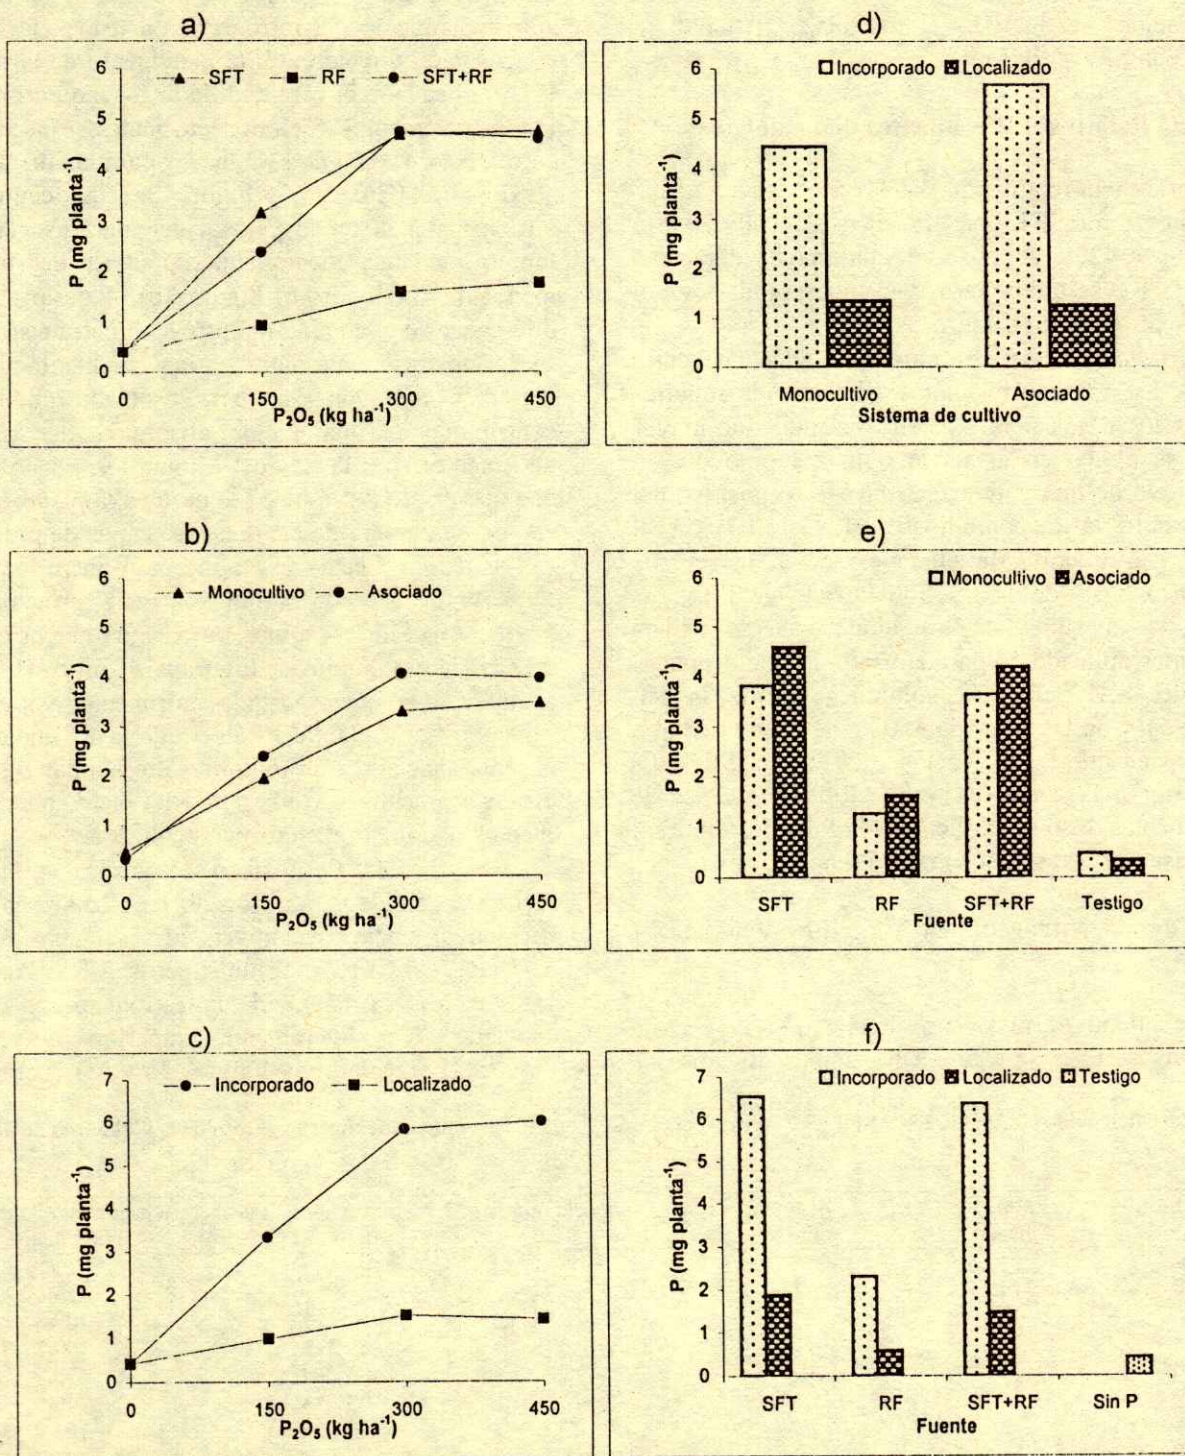 a)
SFT RF SFT+RF
P (mg planta⁻¹)
6
5
4
3
2
1
0
0 150 300 450
P₂O₅ (kg ha⁻¹)
d)
Incorporado Localizado
P (mg planta⁻¹)
6
5
4
3
2
1
0
Monocultivo Asociado
Sistema de cultivo
b)
Monocultivo Asociado
P (mg planta⁻¹)
6
5
4
3
2
1
0
0 150 300 450
P₂O₅ (kg ha⁻¹)
e)
Monocultivo Asociado
P (mg planta⁻¹)
6
5
4
3
2
1
0
SFT RF SFT+RF Testigo
Fuente
c)
Incorporado Localizado
P (mg planta⁻¹)
7
6
5
4
3
2
1
0
0 150 300 450
P₂O₅ (kg ha⁻¹)
f)
Incorporado Localizado Testigo
P (mg planta⁻¹)
7
6
5
4
3
2
1
0
SFT RF SFT+RF Sin P
Fuente